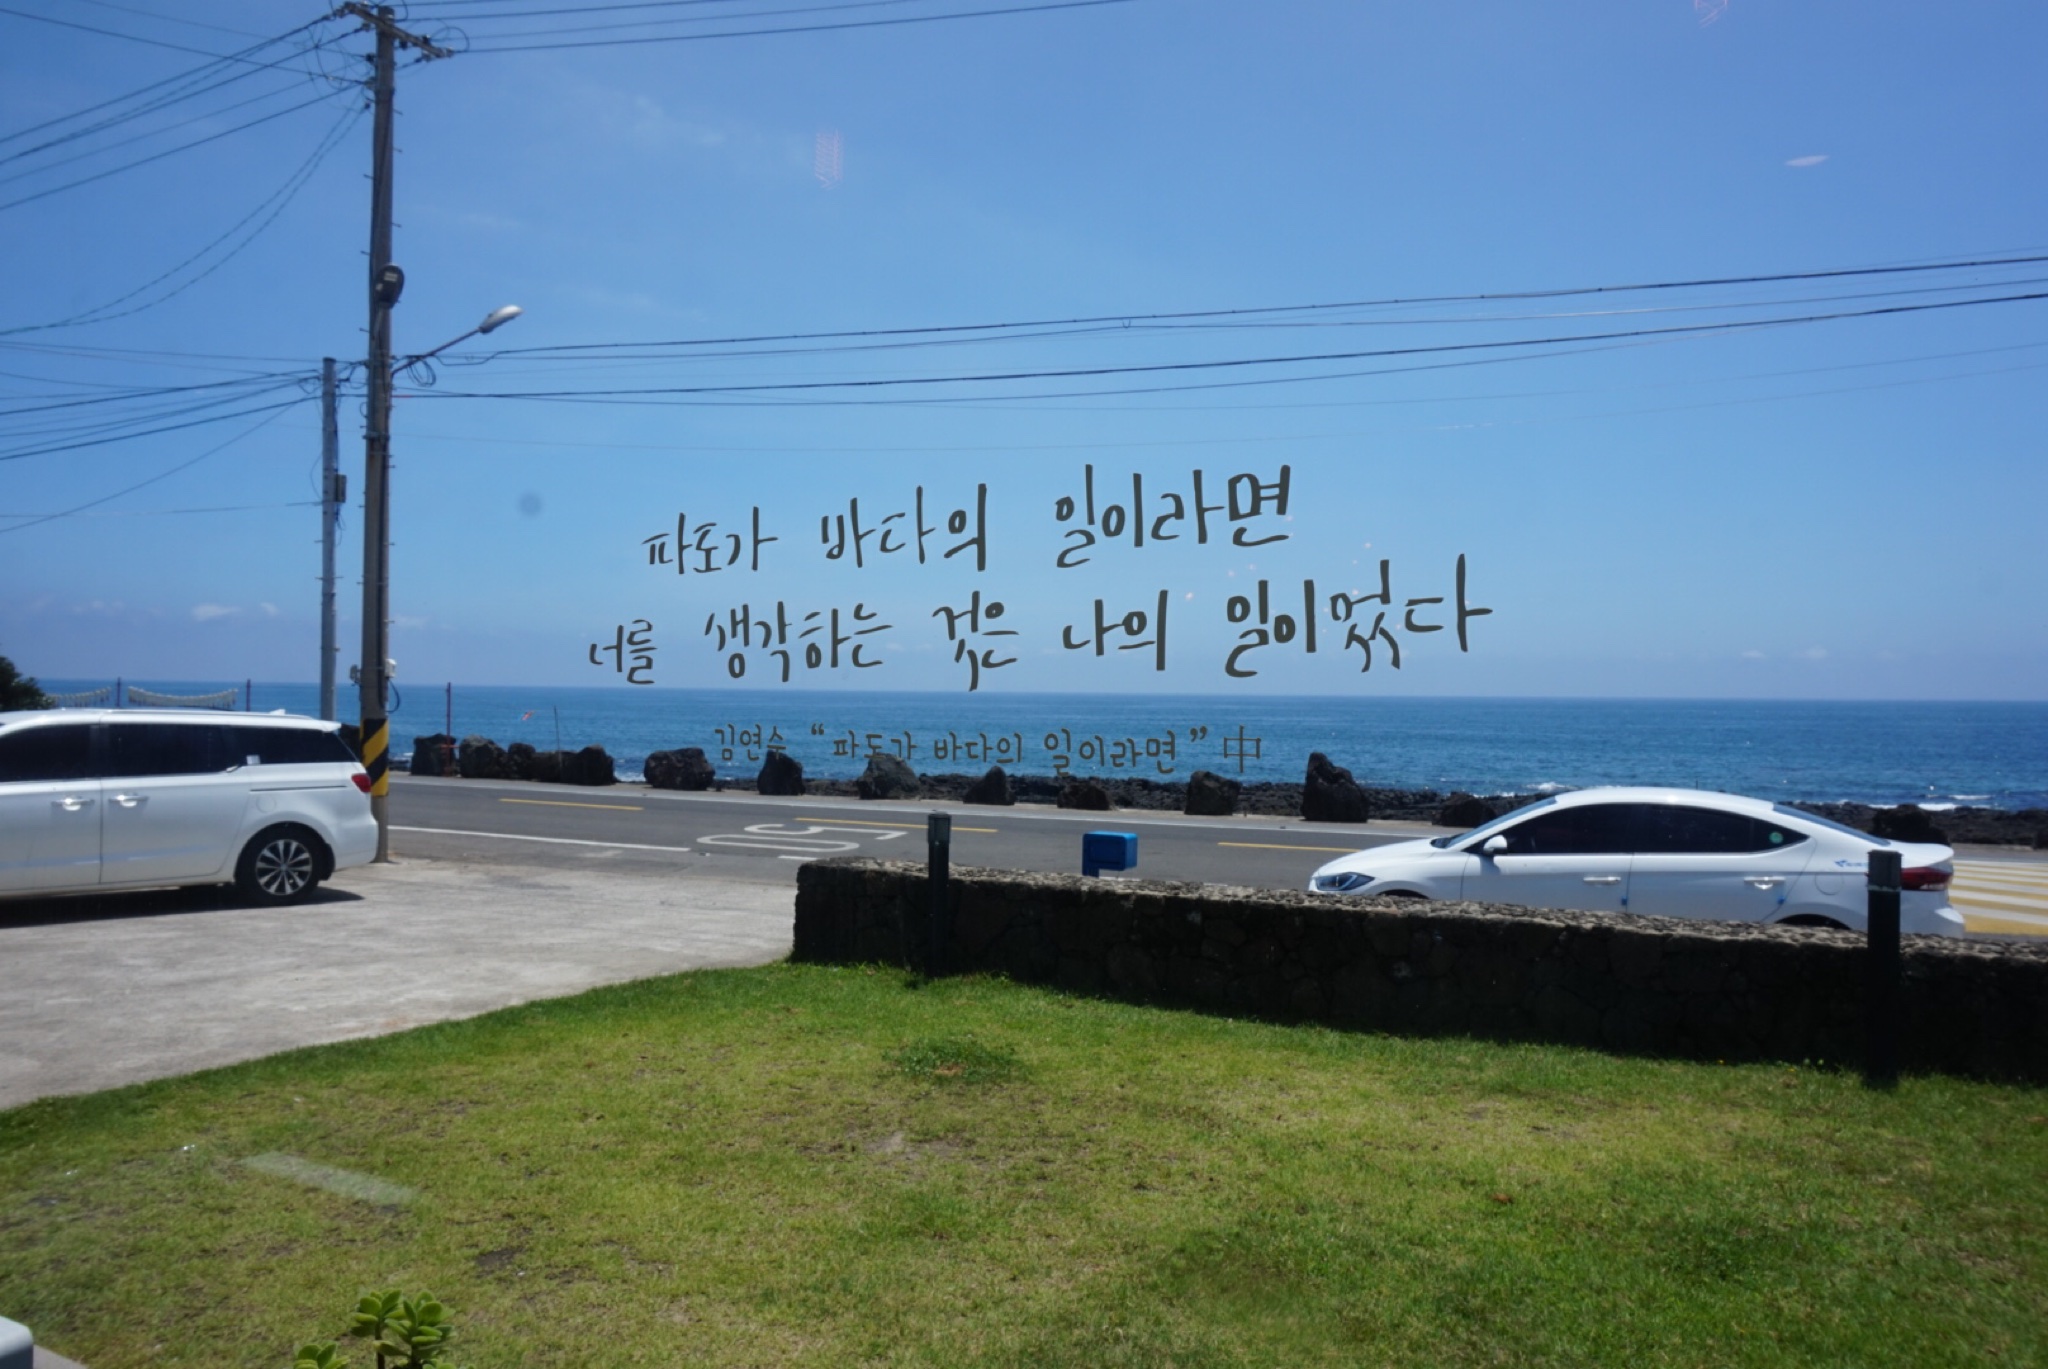 파도가 바다의 일이라면
너를 생각하는 것은 나의 일이었다
김연수 “파도가 바다의 일이라면” 中
50